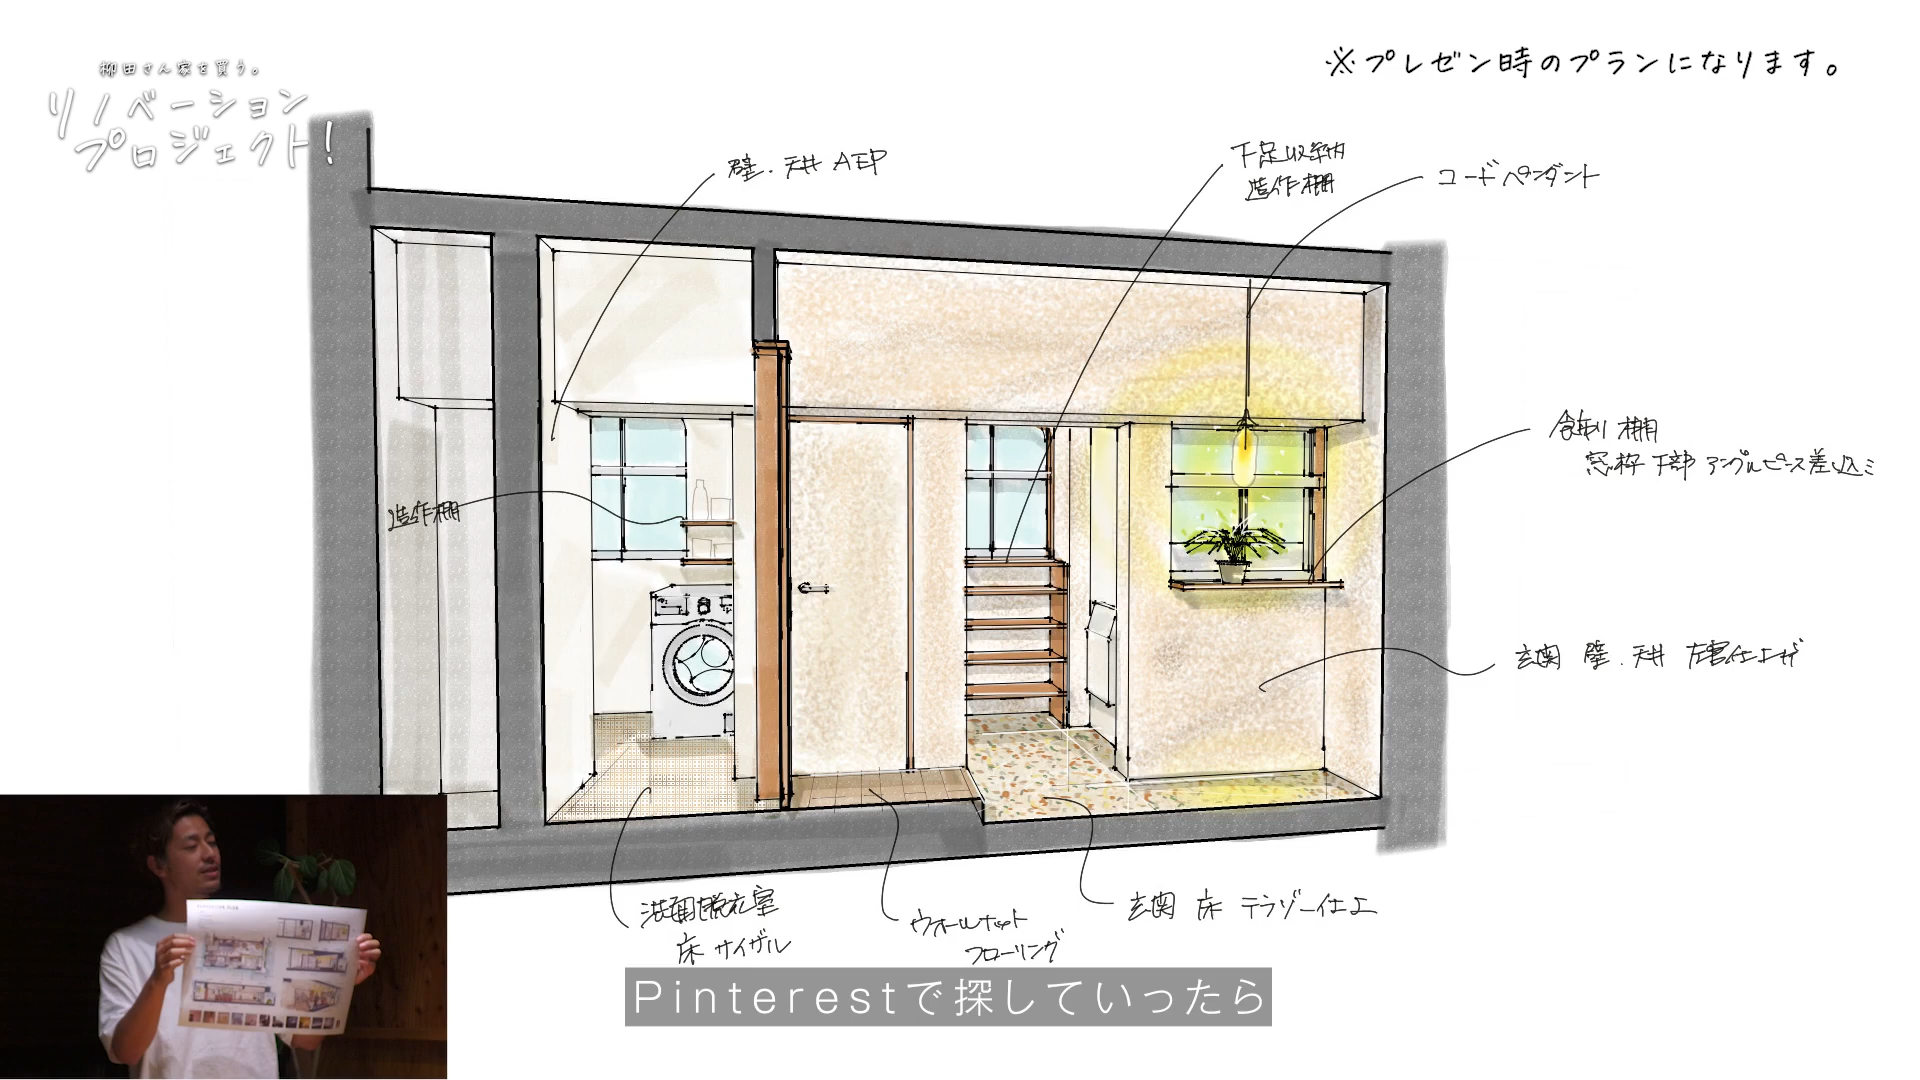 柳田さん家を買う。
リノベーション
プロジェクト!
※プレゼン時のプランになります。
壁・天井 AEP
下足収納
造作棚
コードペンダント
飾り棚
窓枠下部 アングルピース差込ミ
造作棚
玄関 壁・天井 左官仕上げ
洗面脱衣室
床 サイザル
ウォールナット
フローリング
玄関 床 テラゾー仕上
Pinterestで探していったら